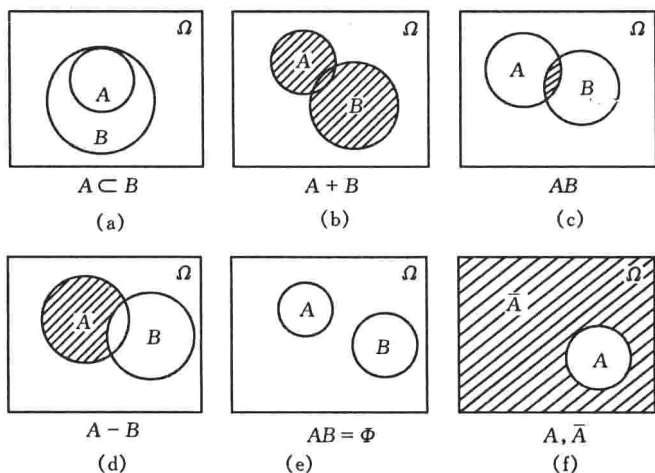 Ω
A
B
A ⊂ B
(a)
Ω
A
B
A + B
(b)
Ω
A
B
AB
(c)
Ω
A
B
A − B
(d)
Ω
A
B
AB = Φ
(e)
Ω
Ā
A
A, Ā
(f)